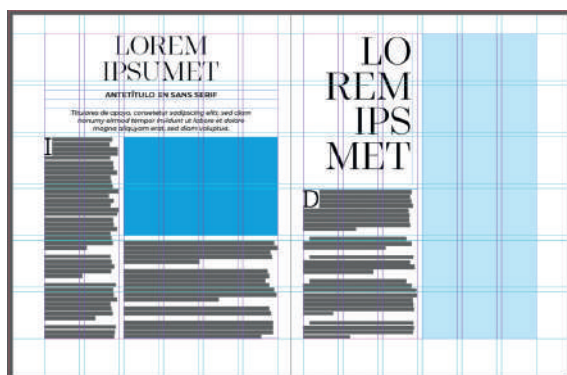 LOREM
IPSUMET
ANTETÍTULO EN SANS SERIF
Titulares de apoyo, consetetur sadipscing elitr, sed diam
nonumy eirmod tempor invidunt ut labore et dolore
magna aliquyam erat, sed diam voluptua.
I
LO
REM
IPS
MET
D